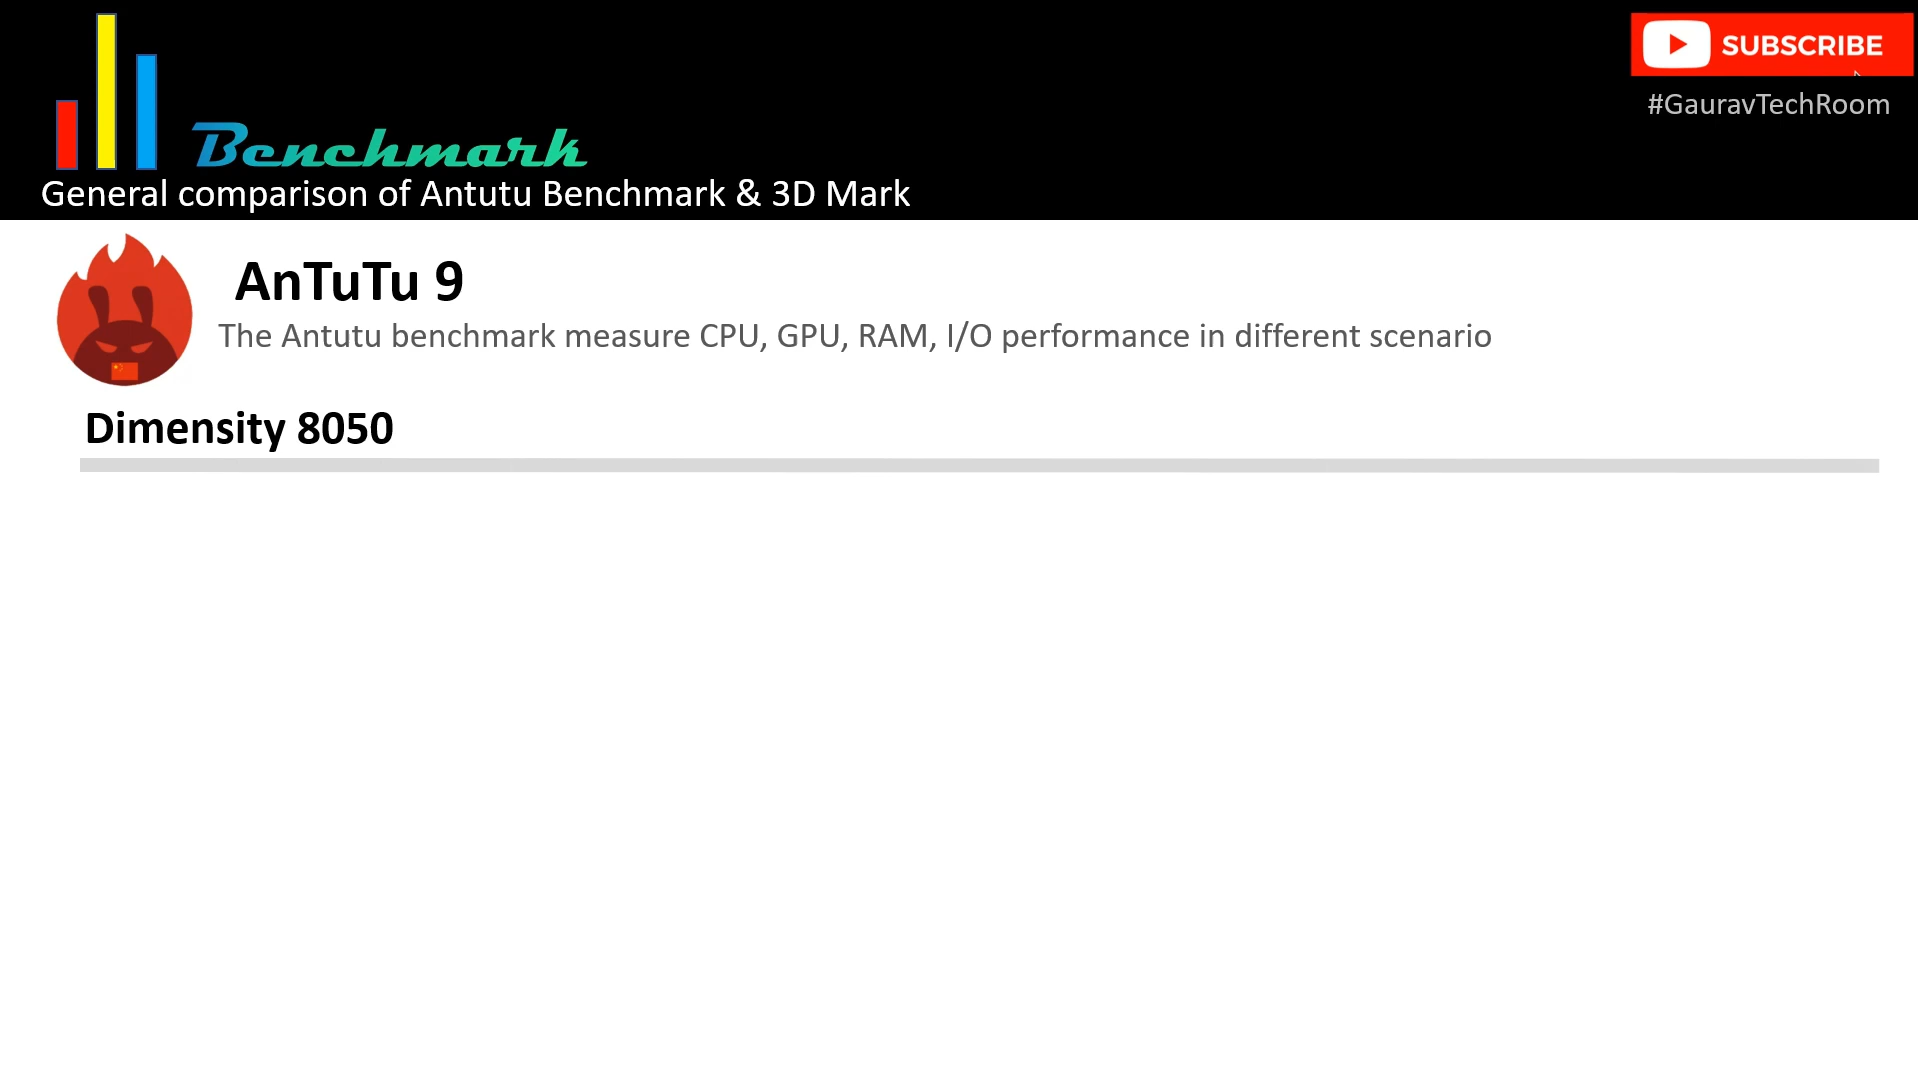 SUBSCRIBE
#GauravTechRoom
Benchmark
General comparison of Antutu Benchmark & 3D Mark
AnTuTu 9
The Antutu benchmark measure CPU, GPU, RAM, I/O performance in different scenario
Dimensity 8050